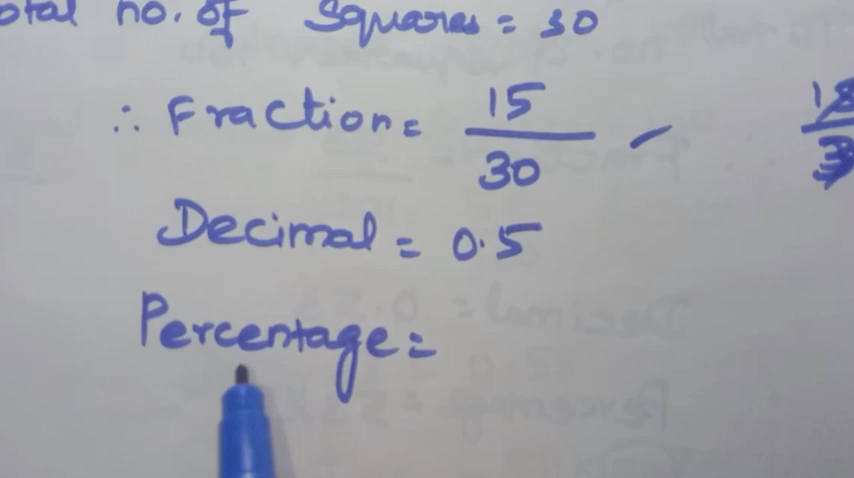 otal no. of Squares = 30
∴ Fraction = 15/30
Decimal = 0.5
Percentage =